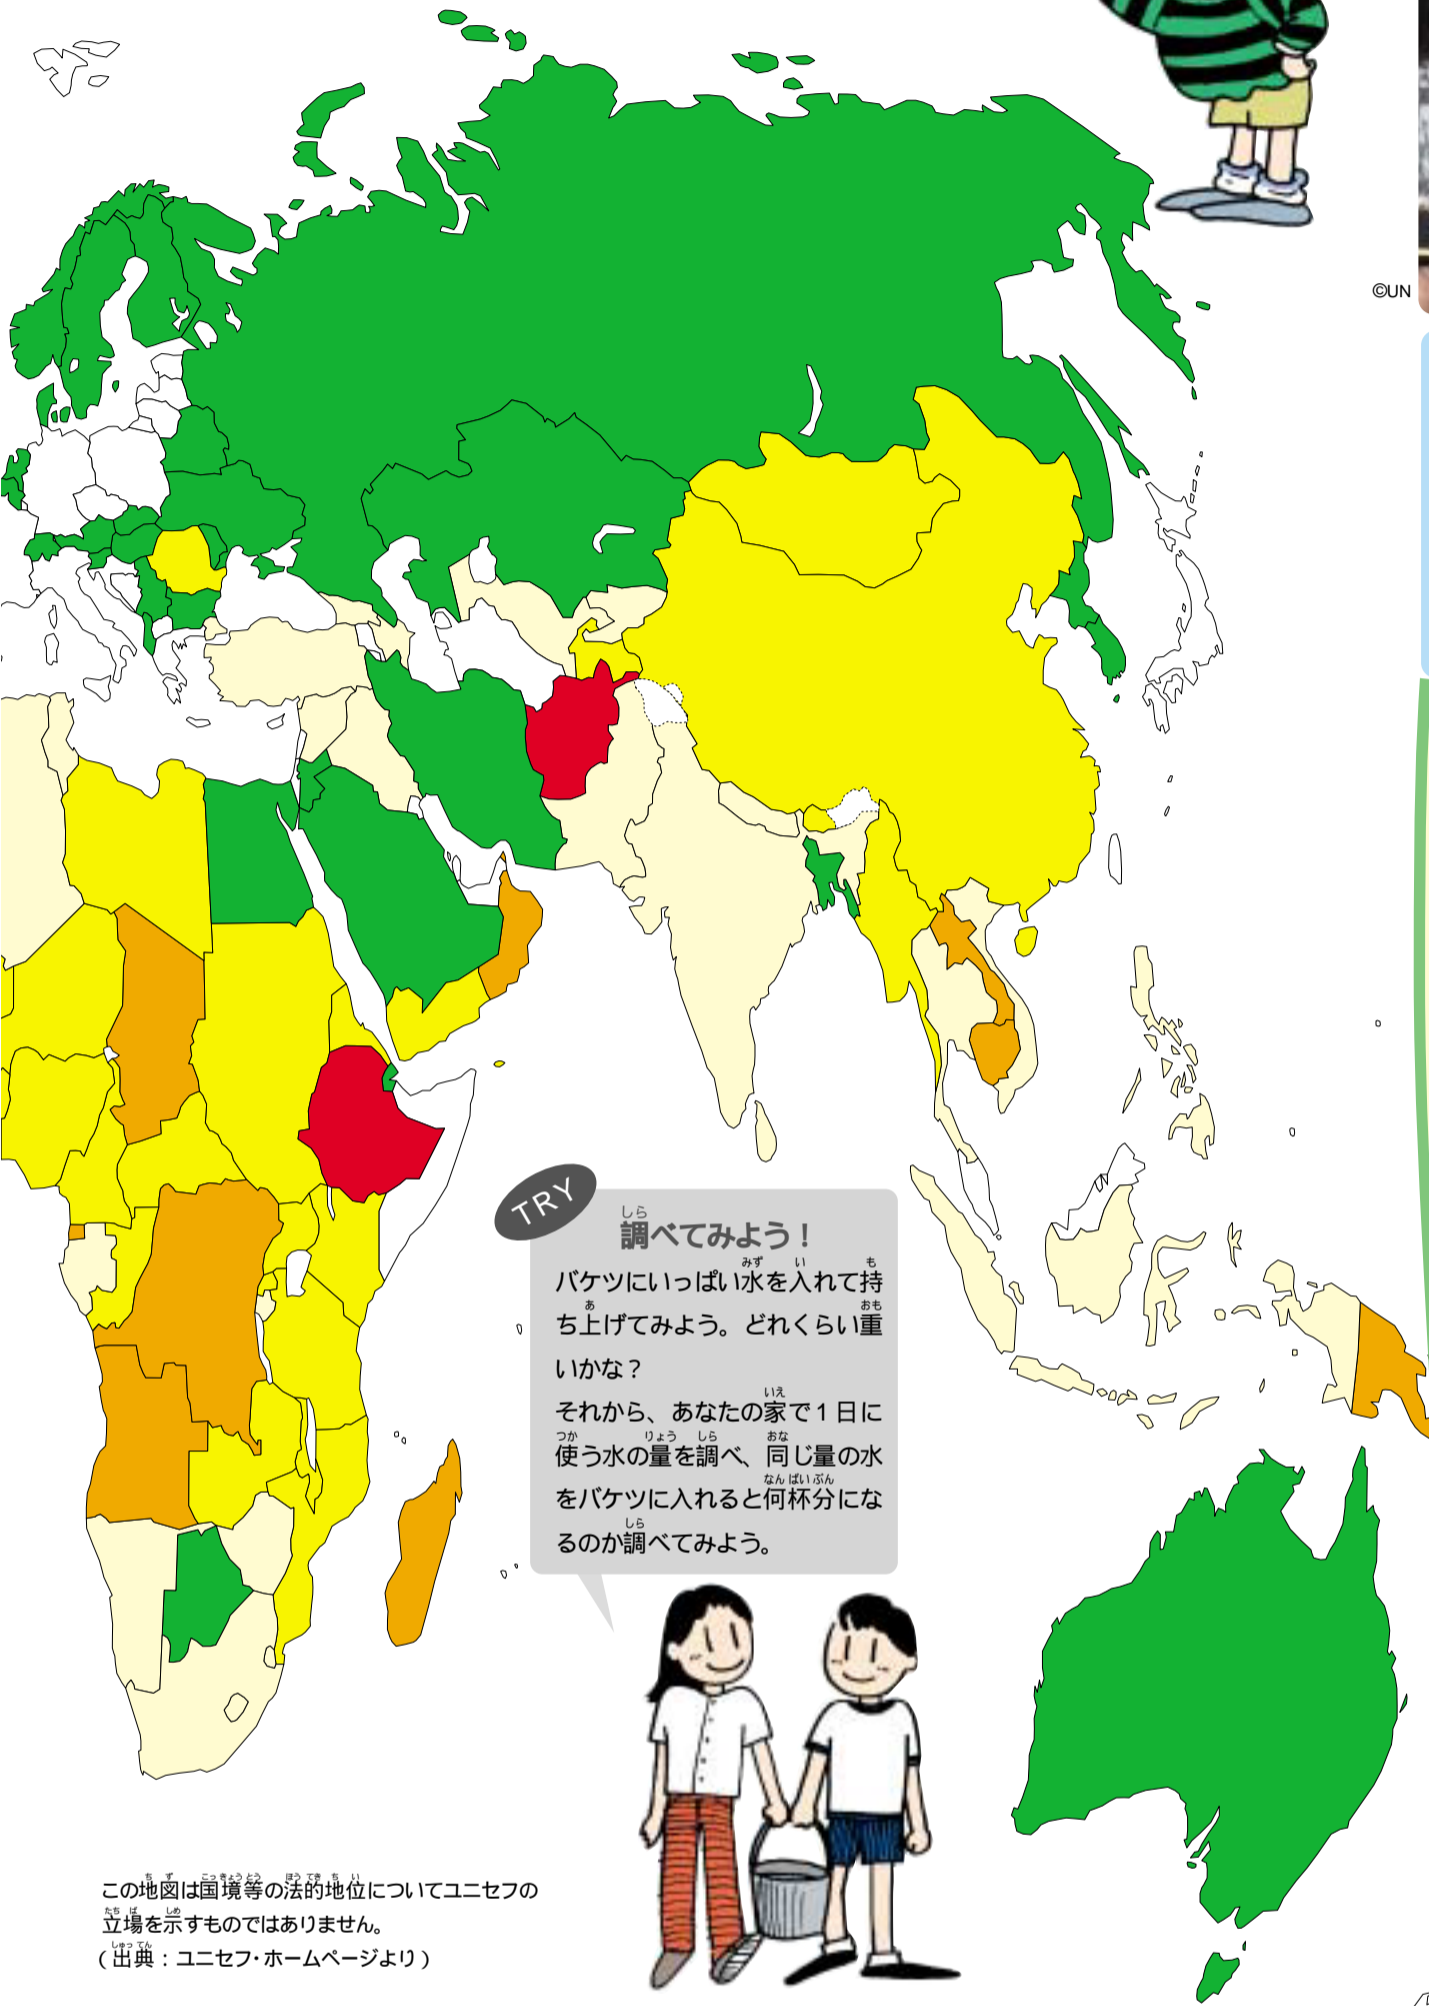 ©UN
TRY
調べてみよう！
バケツにいっぱい水を入れて持
ち上げてみよう。どれくらい重
いかな？
それから、あなたの家で1日に
使う水の量を調べ、同じ量の水
をバケツに入れると何杯分にな
るのか調べてみよう。
この地図は国境等の法的地位についてユニセフの
立場を示すものではありません。
(出典：ユニセフ・ホームページより)